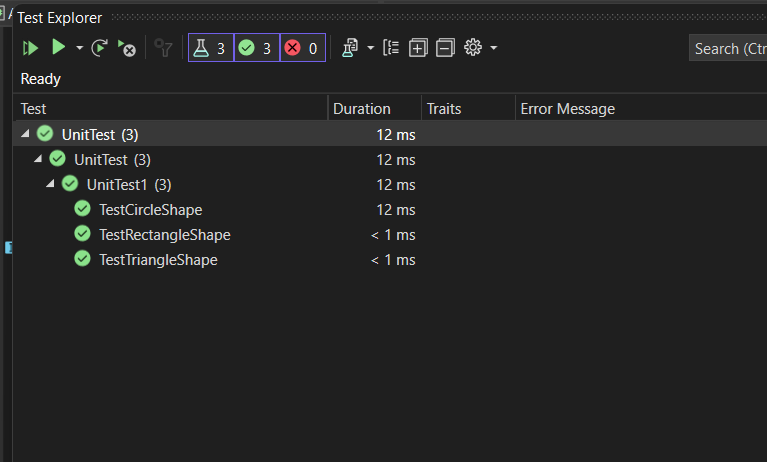 Test Explorer
3 3 0
Search (Ctr
Ready
Test Duration Traits Error Message
UnitTest (3) 12 ms
UnitTest (3) 12 ms
UnitTest1 (3) 12 ms
TestCircleShape 12 ms
TestRectangleShape < 1 ms
TestTriangleShape < 1 ms